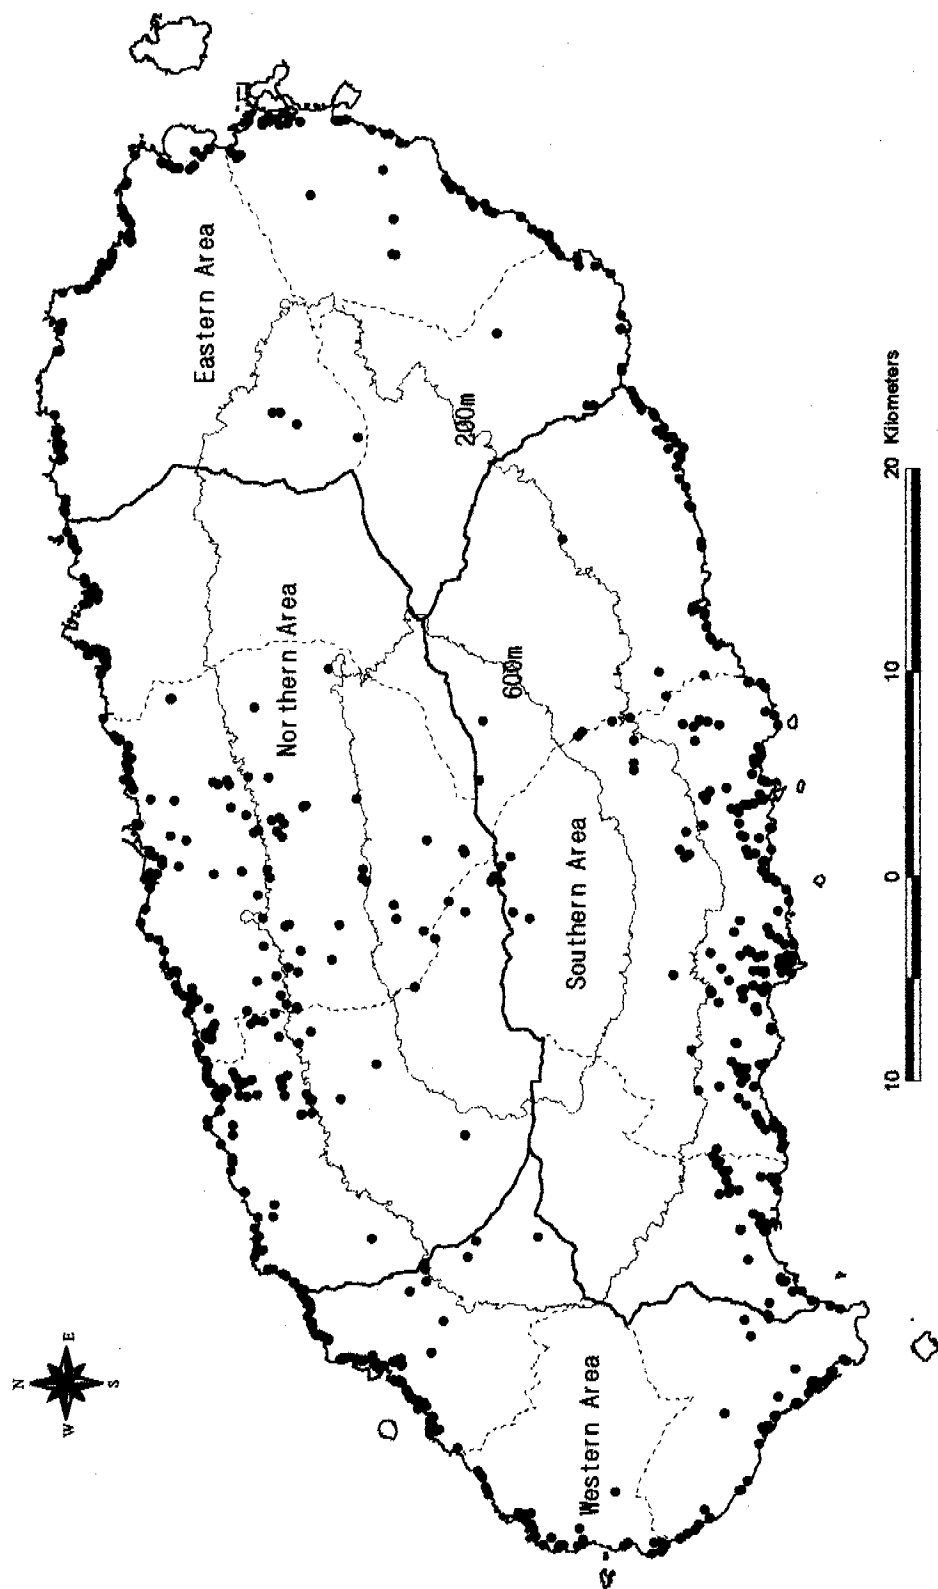 N
W E
S
Eastern Area
200m
Northern Area
600m
Southern Area
Western Area
10 0 10 20 Kilometers